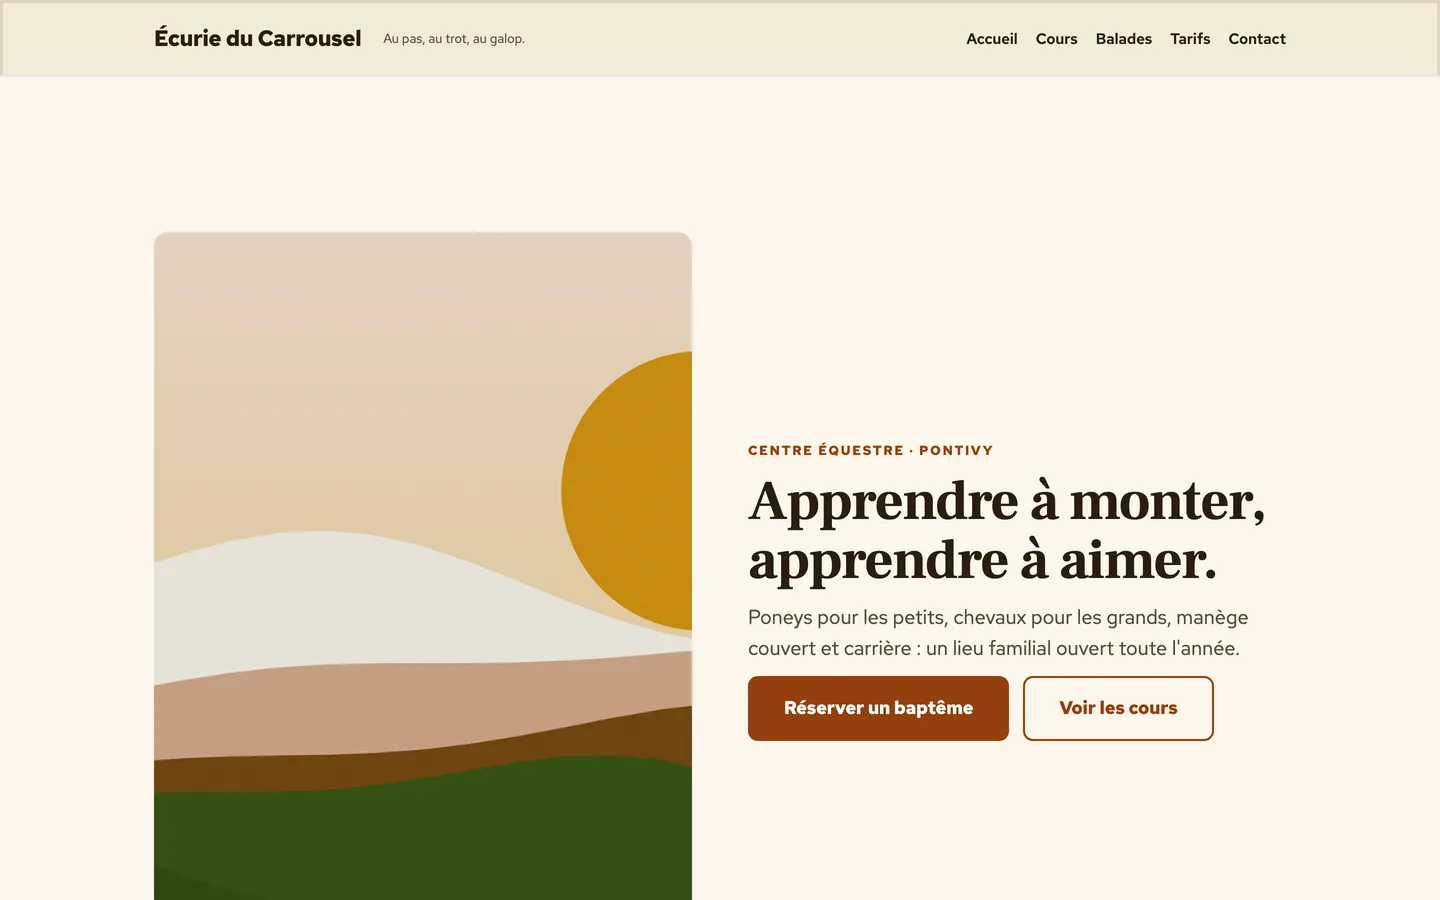 Écurie du Carrousel
Au pas, au trot, au galop.
Accueil Cours Balades Tarifs Contact
CENTRE ÉQUESTRE · PONTIVY
Apprendre à monter,
apprendre à aimer.
Poneys pour les petits, chevaux pour les grands, manège
couvert et carrière : un lieu familial ouvert toute l'année.
Réserver un baptême
Voir les cours